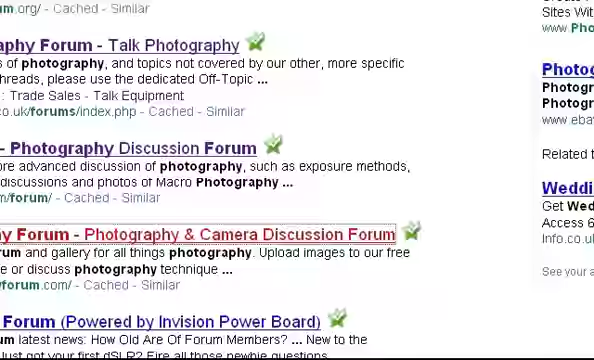 um.org/ - Cached - Similar
aphy Forum - Talk Photography
s of photography, and topics not covered by our other, more specific
hreads, please use the dedicated Off-Topic ...
: Trade Sales - Talk Equipment
co.uk/forums/index.php - Cached - Similar
- Photography Discussion Forum
ore advanced discussion of photography, such as exposure methods,
discussions and photos of Macro Photography ...
m/forum/ - Cached - Similar
y Forum - Photography & Camera Discussion Forum
rum and gallery for all things photography. Upload images to our free
e or discuss photography technique ...
yforum.com/ - Cached - Similar
Forum (Powered by Invision Power Board)
um latest news: How Old Are Of Forum Members? ... New to the
Just got your first dSLR? Fire all those newbie questions
Sites Wit
www.Pho
Photog
Photogr
Photogr
www.eba
Related t
Weddi
Get Wed
Access 6
Info.co.u
See your a